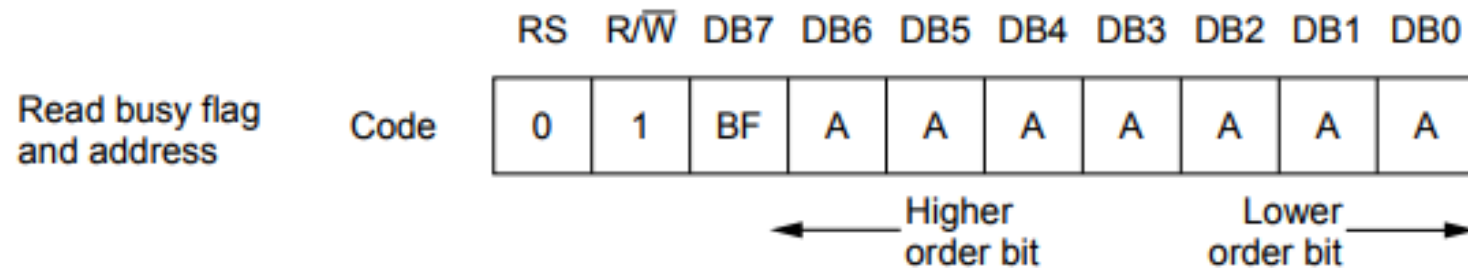 RS R/W̅ DB7 DB6 DB5 DB4 DB3 DB2 DB1 DB0
Read busy flag
and address
Code 0 1 BF A A A A A A A
Higher
order bit
Lower
order bit